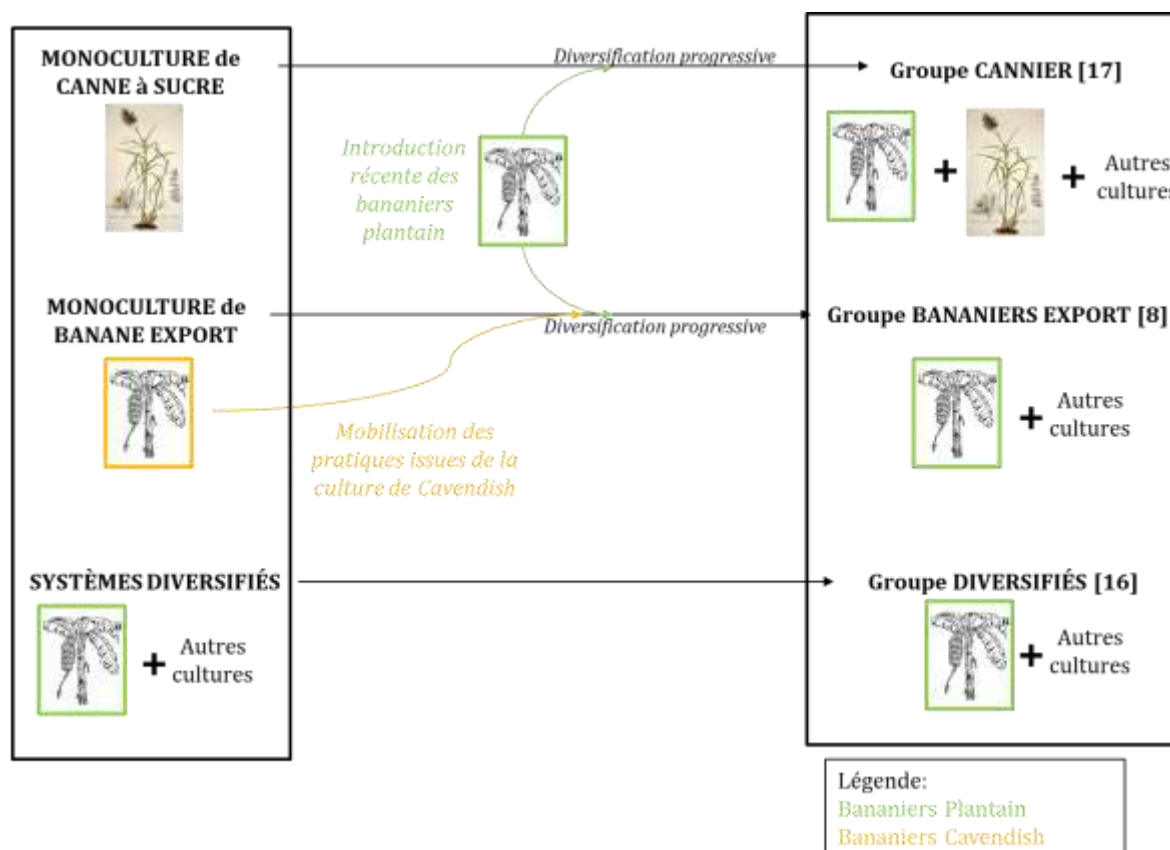 MONOCULTURE de
CANNE à SUCRE
MONOCULTURE de
BANANE EXPORT
SYSTÈMES DIVERSIFIÉS
+ Autres
cultures
Diversification progressive
Introduction
récente des
bananiers
plantain
Diversification progressive
Mobilisation des
pratiques issues de la
culture de Cavendish
Groupe CANNIER [17]
+ + Autres
cultures
Groupe BANANIERS EXPORT [8]
+ Autres
cultures
Groupe DIVERSIFIÉS [16]
+ Autres
cultures
Légende:
Bananiers Plantain
Bananiers Cavendish